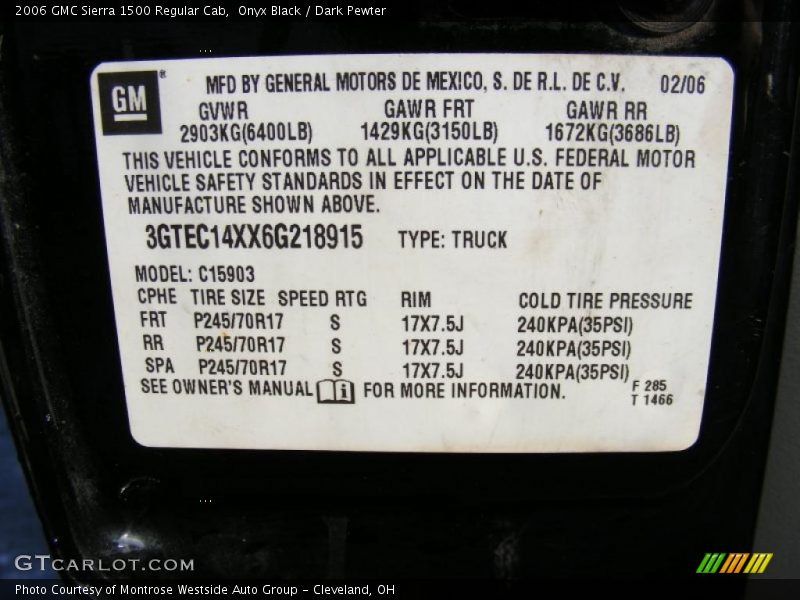 2006 GMC Sierra 1500 Regular Cab,  Onyx Black / Dark Pewter
GM ®
MFD BY GENERAL MOTORS DE MEXICO, S. DE R.L. DE C.V. 02/06
GVWR GAWR FRT GAWR RR
2903KG(6400LB) 1429KG(3150LB) 1672KG(3686LB)
THIS VEHICLE CONFORMS TO ALL APPLICABLE U.S. FEDERAL MOTOR
VEHICLE SAFETY STANDARDS IN EFFECT ON THE DATE OF
MANUFACTURE SHOWN ABOVE.
3GTEC14XX6G218915 TYPE: TRUCK
MODEL: C15903
CPHE TIRE SIZE SPEED RTG RIM COLD TIRE PRESSURE
FRT P245/70R17 S 17X7.5J 240KPA(35PSI)
RR P245/70R17 S 17X7.5J 240KPA(35PSI)
SPA P245/70R17 S 17X7.5J 240KPA(35PSI)
SEE OWNER'S MANUAL i FOR MORE INFORMATION.
F 285
T 1466
GTCARLOT.COM
Photo Courtesy of Montrose Westside Auto Group - Cleveland, OH